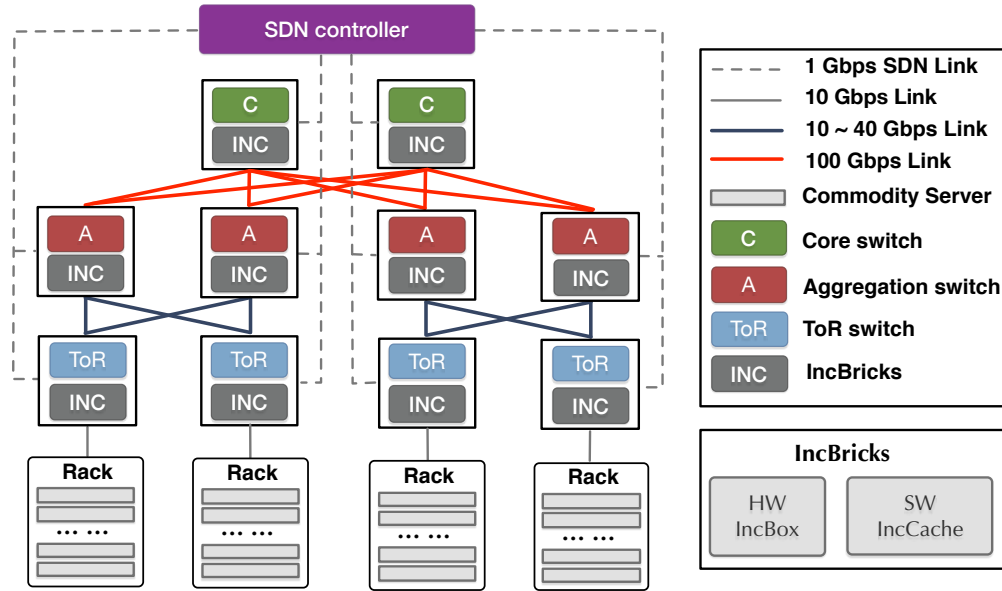 SDN controller
C
INC
C
INC
A
INC
A
INC
A
INC
A
INC
ToR
INC
ToR
INC
ToR
INC
ToR
INC
Rack
... ...
Rack
... ...
Rack
... ...
Rack
... ...
1 Gbps SDN Link
10 Gbps Link
10 ~ 40 Gbps Link
100 Gbps Link
Commodity Server
C Core switch
A Aggregation switch
ToR ToR switch
INC IncBricks
IncBricks
HW
IncBox
SW
IncCache